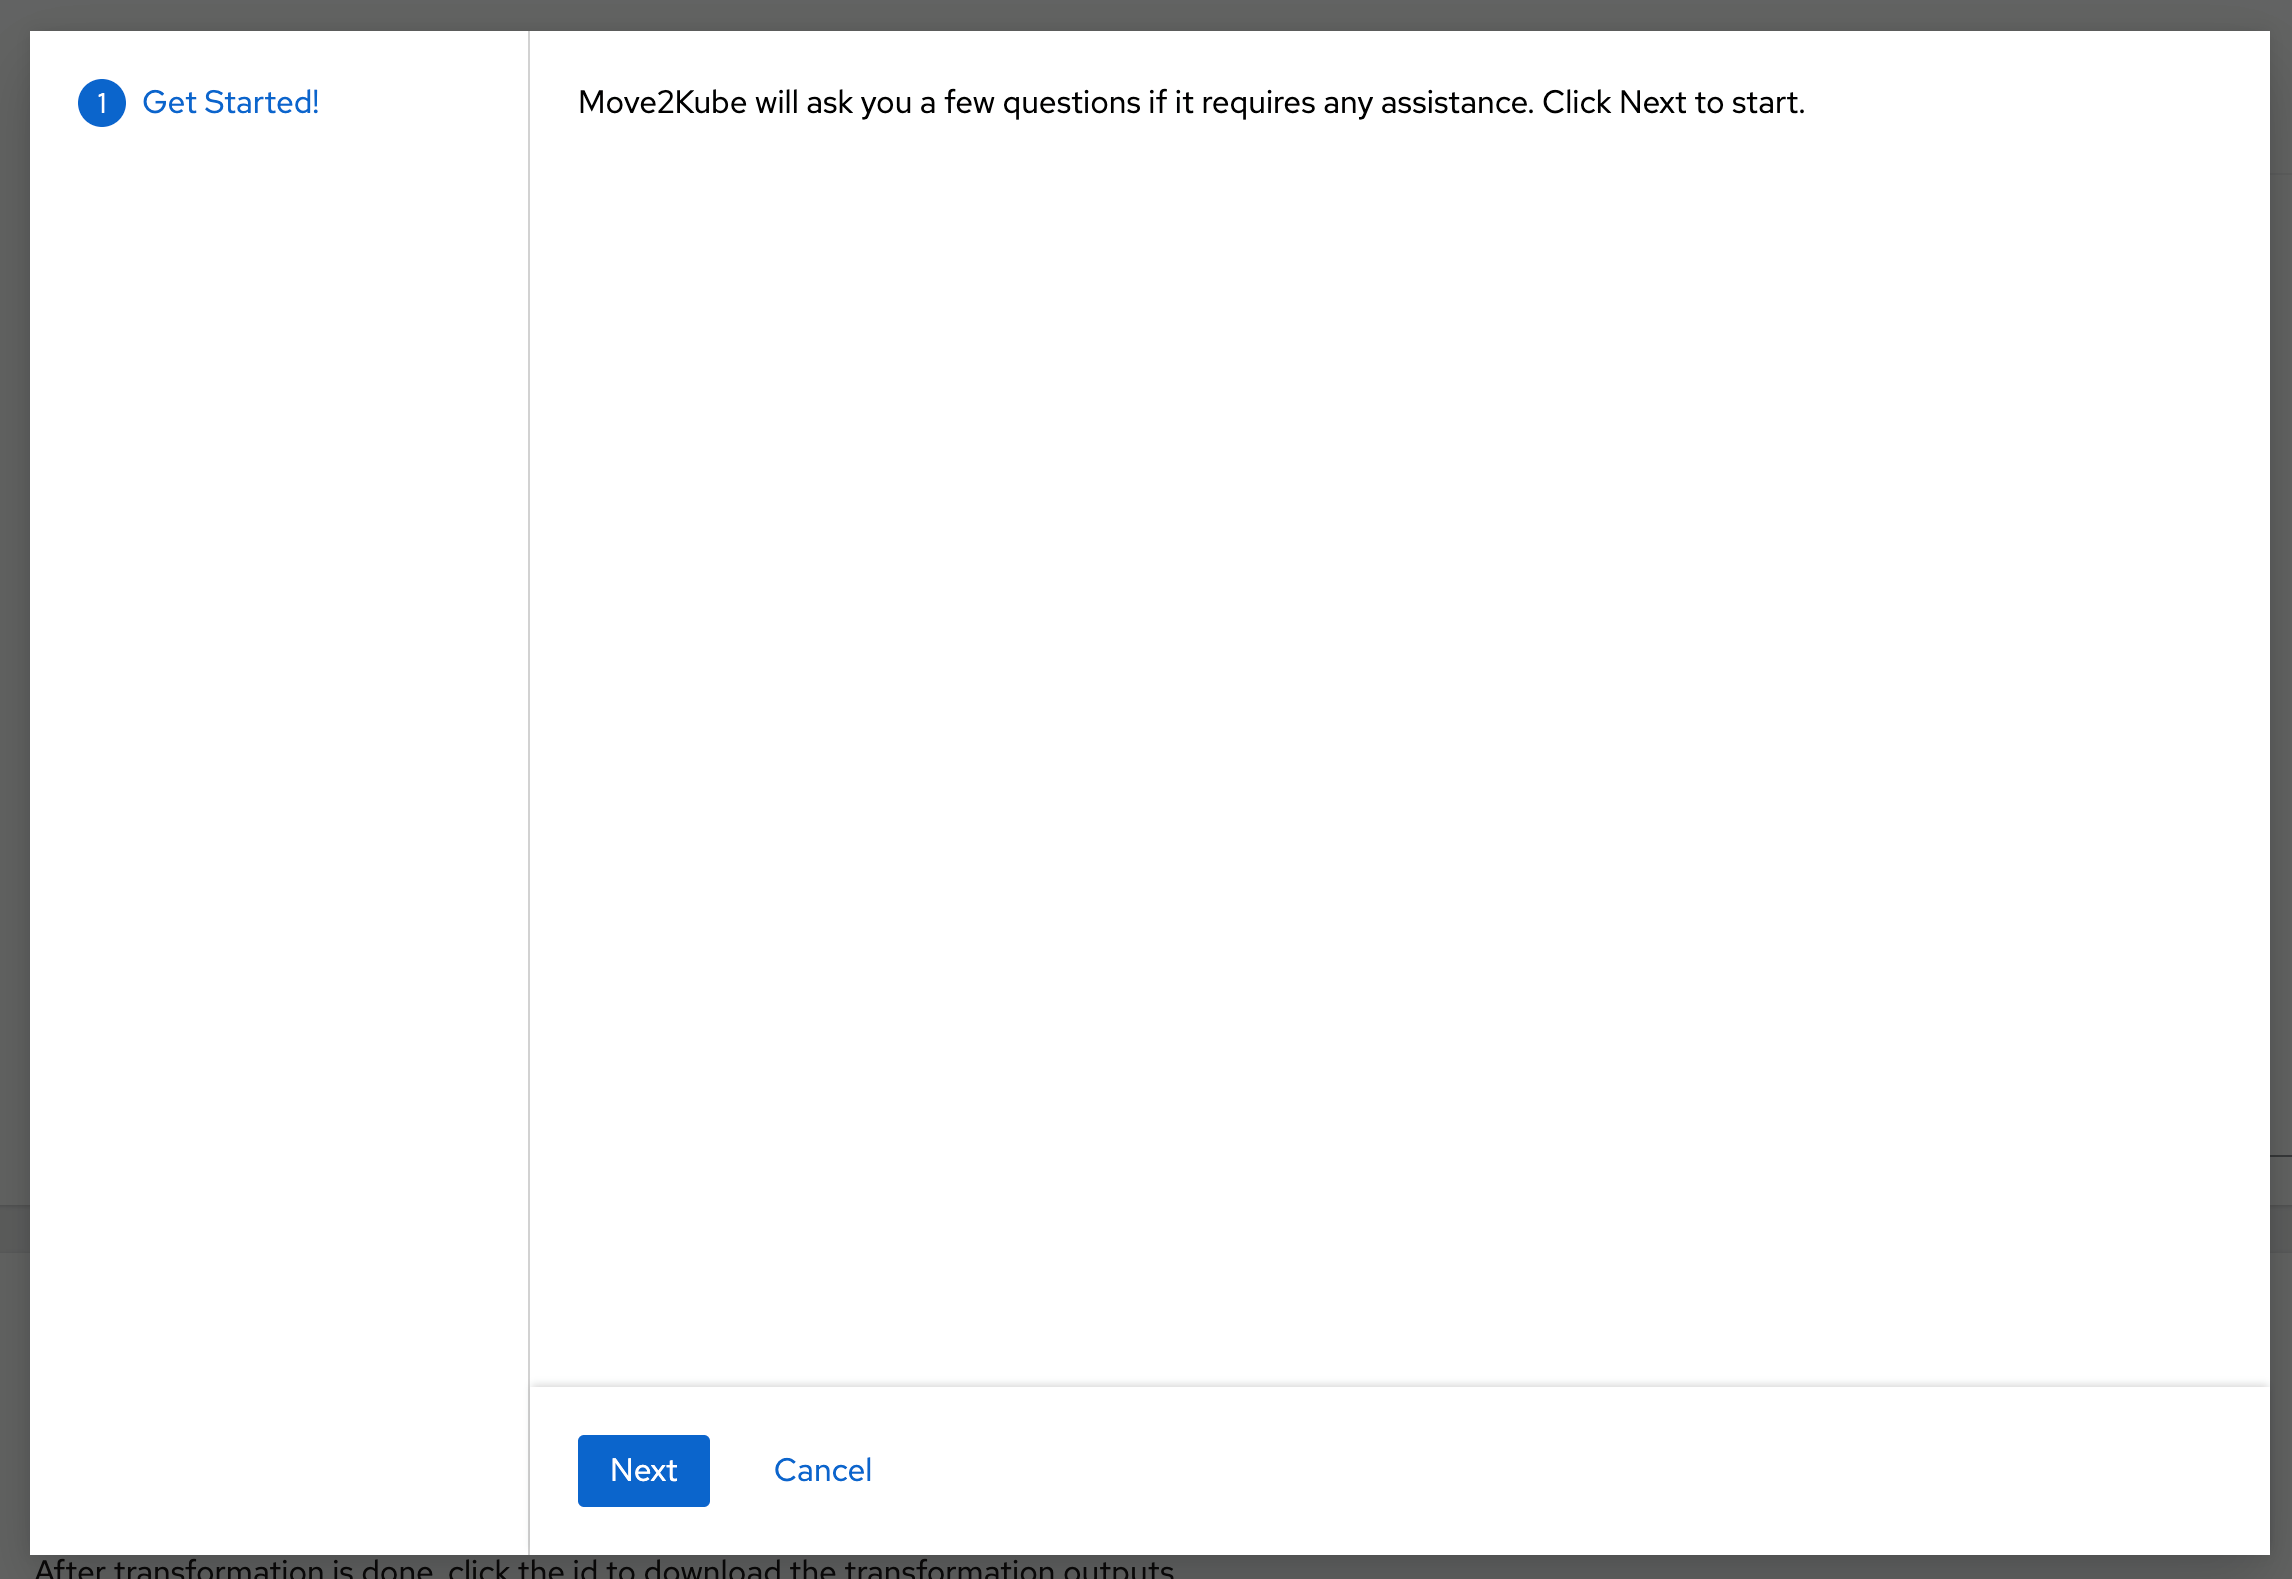 1 Get Started!
Move2Kube will ask you a few questions if it requires any assistance. Click Next to start.
Next Cancel
After transformation is done, click the id to download the transformation outputs